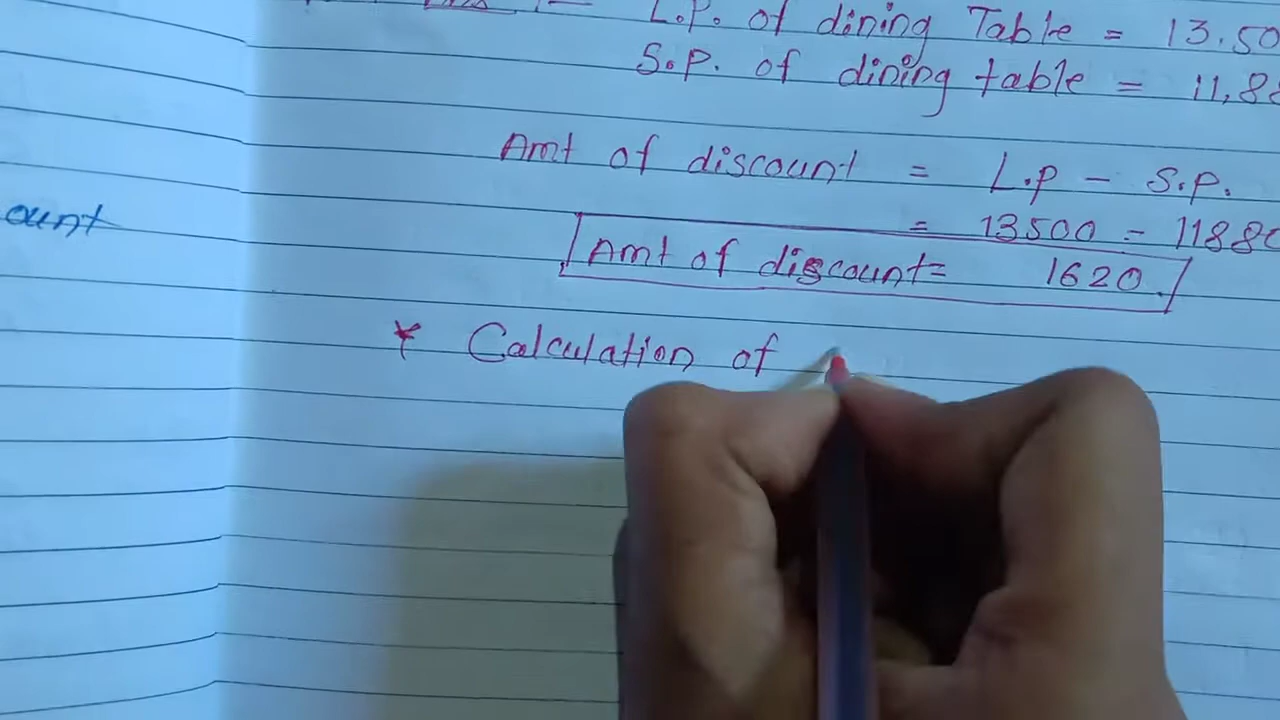 L.P. of dining Table = 13.50
S.P. of dining table = 11,88
Amt of discount = L.P - S.P.
ount
= 13500 - 1188
Amt of discount = 1620
* Calculation of